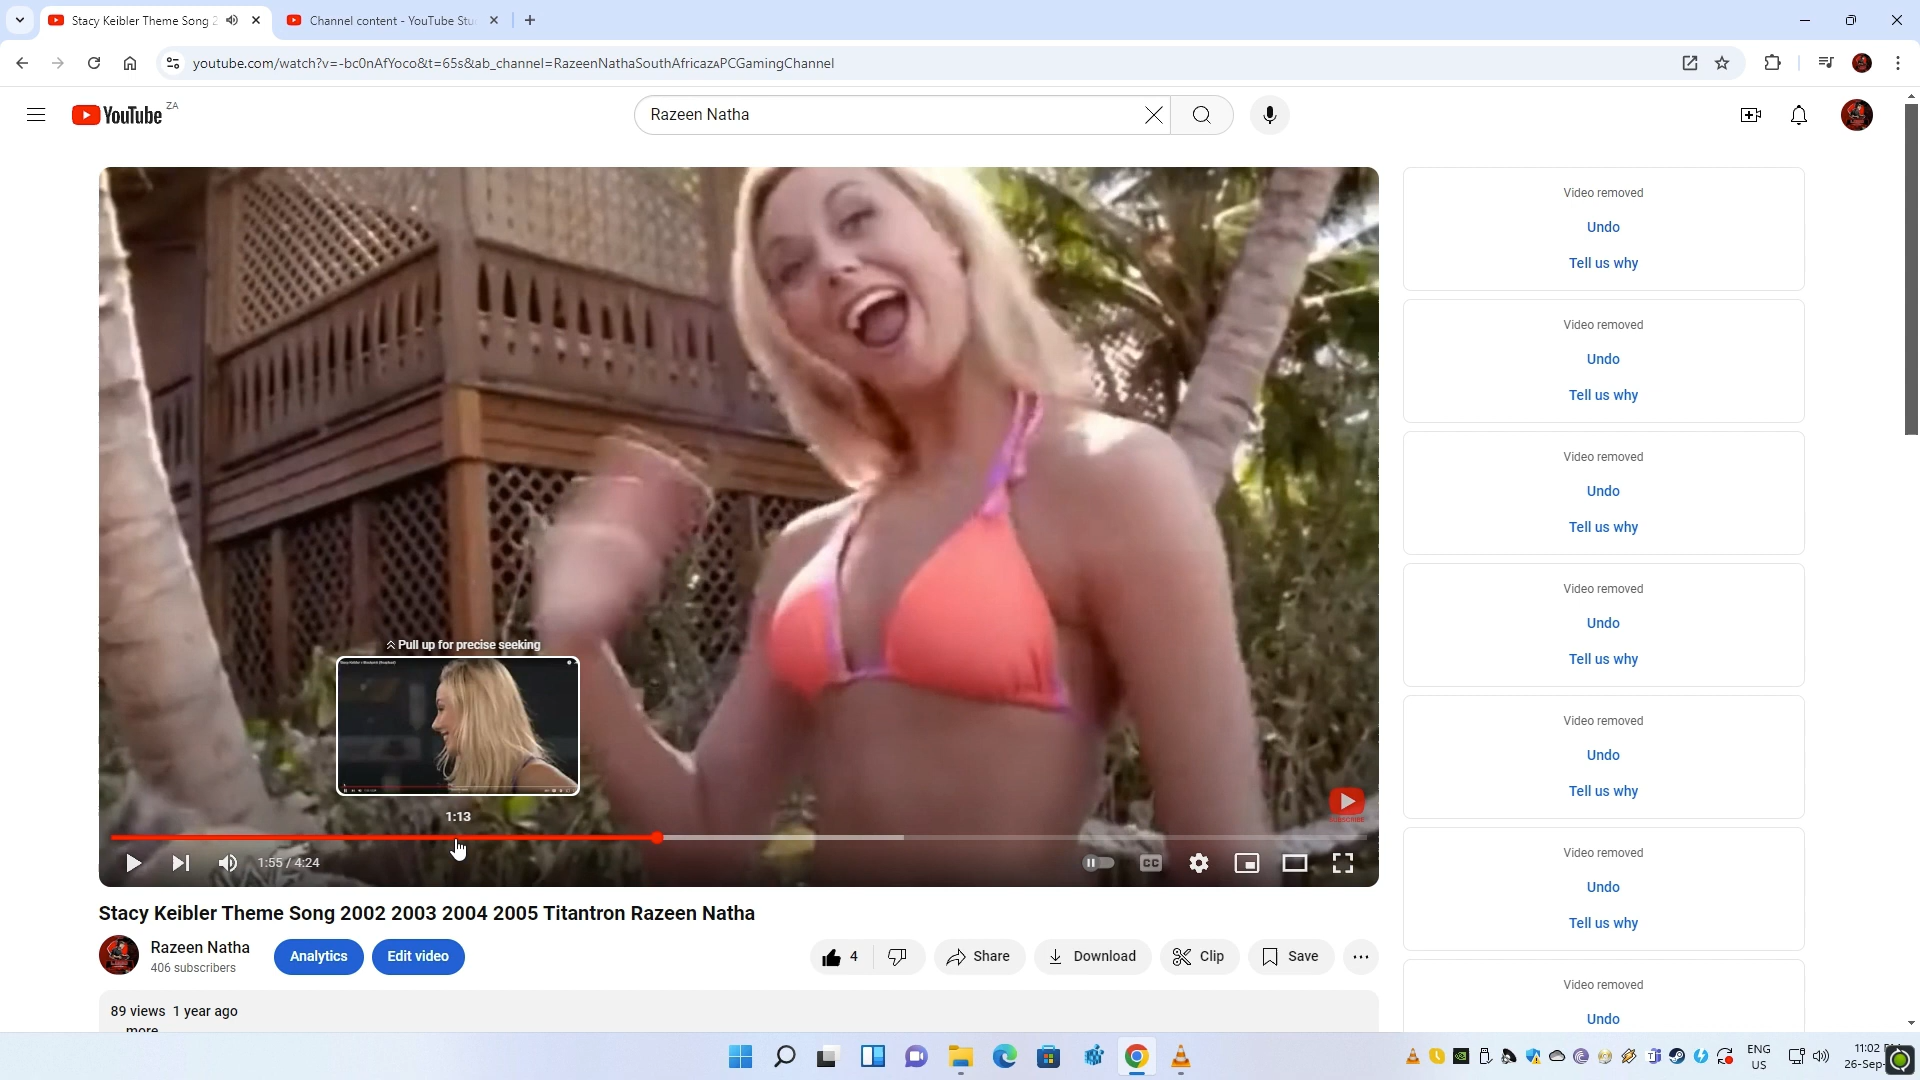 Stacy Keibler Theme Song 2
Channel content - YouTube Stu
youtube.com/watch?v=-bc0nAfYoco&t=65s&ab_channel=RazeenNathaSouthAfricaᴢᴀPCGamingChannel
YouTube ZA
Razeen Natha
Pull up for precise seeking
1:13
1:55 / 4:24
CC
SUBSCRIBE
Stacy Keibler Theme Song 2002 2003 2004 2005 Titantron Razeen Natha
Razeen Natha
406 subscribers
Analytics
Edit video
4
Share
Download
Clip
Save
89 views 1 year ago
...more
Video removed
Undo
Tell us why
Video removed
Undo
Tell us why
Video removed
Undo
Tell us why
Video removed
Undo
Tell us why
Video removed
Undo
Tell us why
Video removed
Undo
Tell us why
Video removed
Undo
ENG
US
11:02
26-Sep-